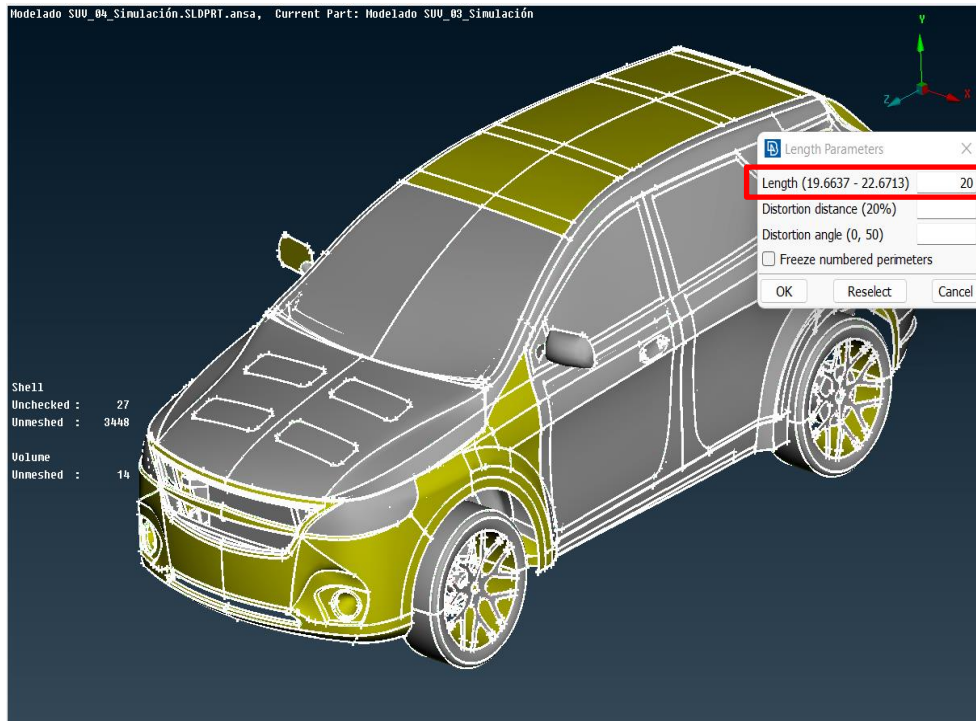 Modelado SUV_04_Simulación.SLDPRT.ansa, Current Part: Modelado SUV_03_Simulación
Y
Z X
Length Parameters
Length (19.6637 - 22.6713) 20
Distortion distance (20%)
Distortion angle (0, 50)
Freeze numbered perimeters
OK Reselect Cancel
Shell
Unchecked : 27
Unmeshed : 3448
Volume
Unmeshed : 14